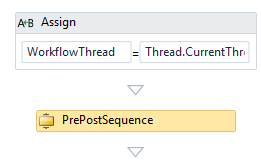 A+B Assign
WorkflowThread = Thread.CurrentThre
PrePostSequence